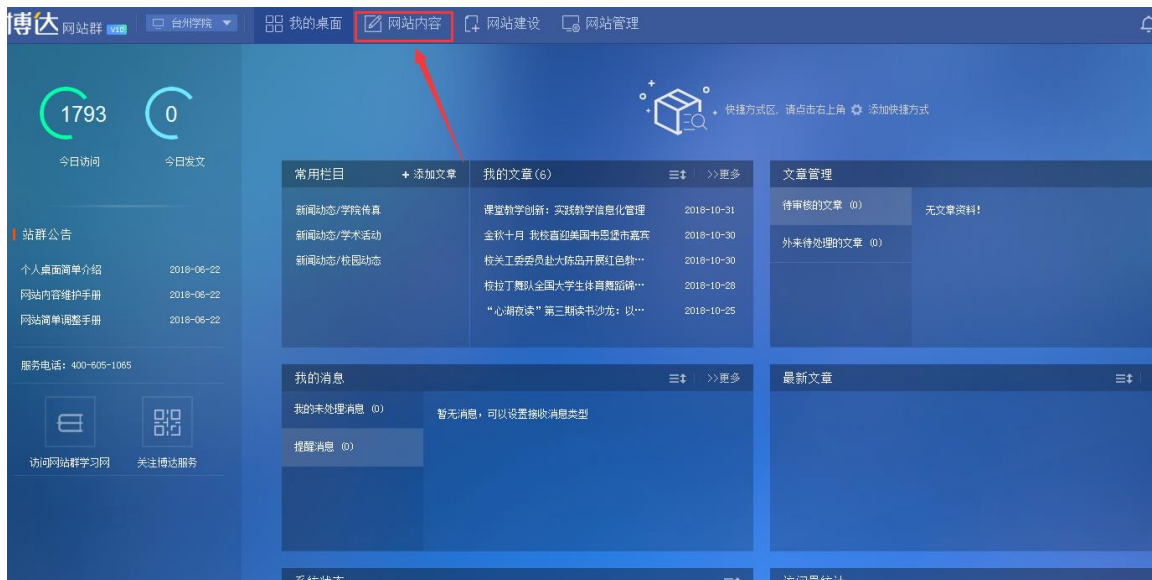 博达 网站群 V10 台州学院 我的桌面 网站内容 网站建设 网站管理
1793
0
今日访问
今日发文
快捷方式区, 请点击右上角 添加快捷方式
站群公告
个人桌面简单介绍 2018-06-22
网站内容维护手册 2018-06-22
网站简单调整手册 2018-06-22
服务电话: 400-605-1065
访问网站群学习网
关注博达服务
常用栏目 + 添加文章
新闻动态/学院传真
新闻动态/学术活动
新闻动态/校园动态
我的文章(6) >>更多
课堂教学创新: 实践教学信息化管理 2018-10-31
金秋十月 我校喜迎美国韦恩堡市嘉宾 2018-10-30
校关工委委员赴大陈岛开展红色教… 2018-10-30
校拉丁舞队全国大学生体育舞蹈锦… 2018-10-28
“心湖夜读”第三期读书沙龙: 以… 2018-10-25
文章管理
待审核的文章 (0)
外来待处理的文章 (0)
无文章资料!
我的消息 >>更多
我的未处理消息 (0)
提醒消息 (0)
暂无消息, 可以设置接收消息类型
最新文章
系统状态
访问量统计